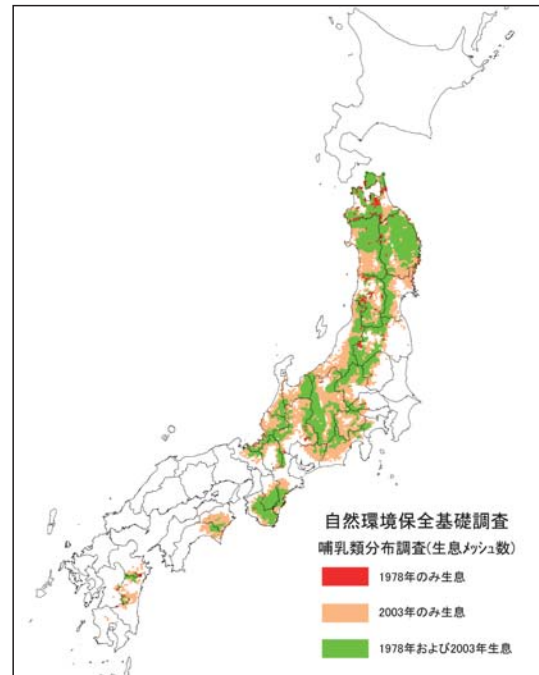 自然環境保全基礎調査
哺乳類分布調査(生息メッシュ数)
1978年のみ生息
2003年のみ生息
1978年および2003年生息